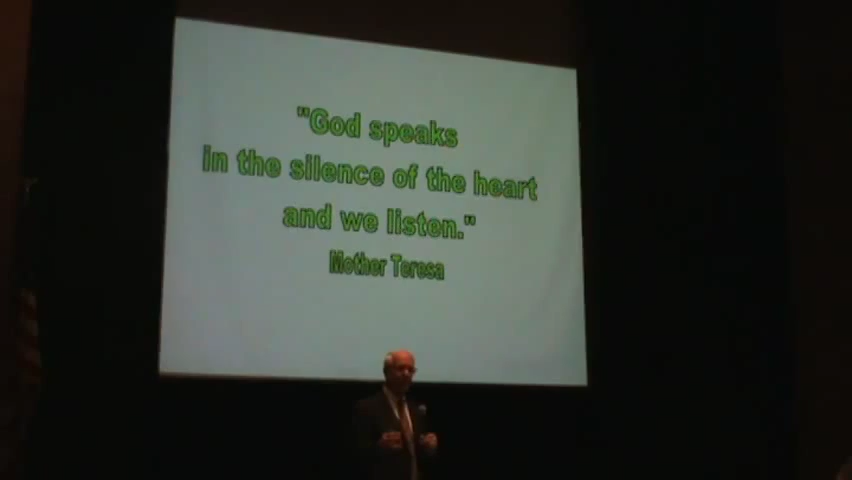 "God speaks
in the silence of the heart
and we listen."
Mother Teresa